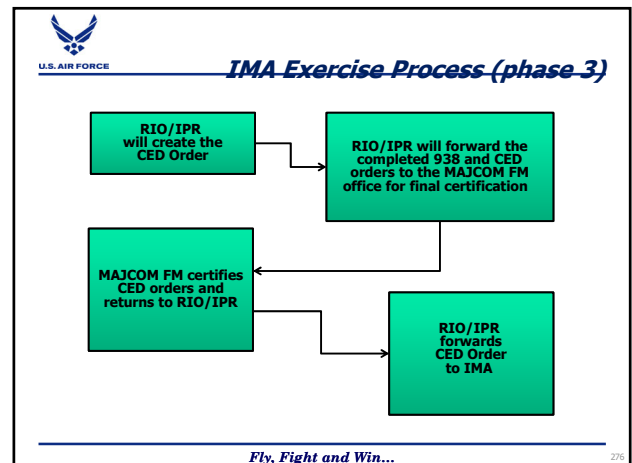 U.S. AIR FORCE
IMA Exercise Process (phase 3)
RIO/IPR
will create the
CED Order
RIO/IPR will forward the
completed 938 and CED
orders to the MAJCOM FM
office for final certification
MAJCOM FM certifies
CED orders and
returns to RIO/IPR
RIO/IPR
forwards
CED Order
to IMA
Fly, Fight and Win...
276